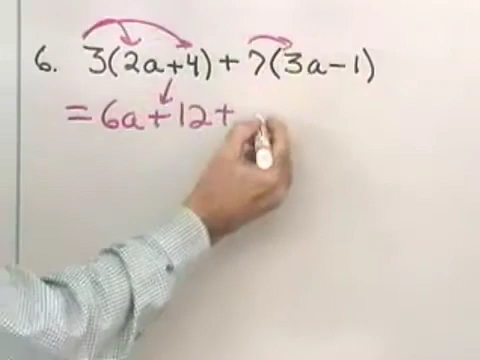 6. 3(2a+4) + 7(3a-1)
= 6a + 12 +